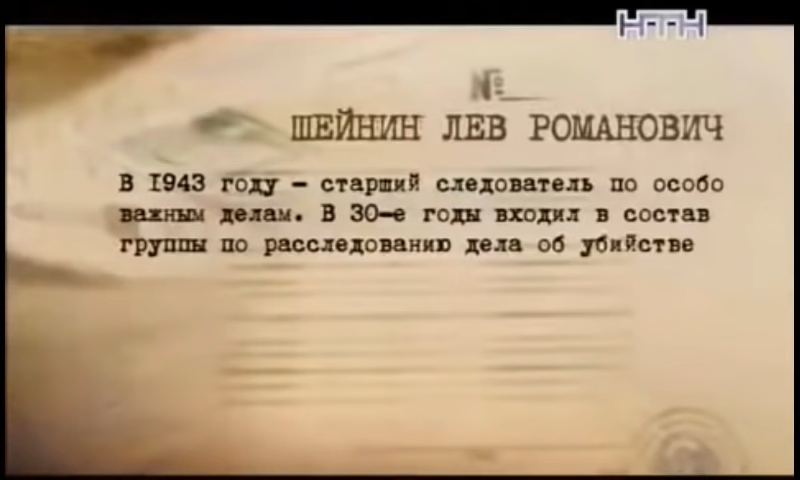 НТН
№
ШЕЙНИН ЛЕВ РОМАНОВИЧ
В 1943 году - старший следователь по особо
важным делам. В 30-е годы входил в состав
группы по расследованию дела об убийстве